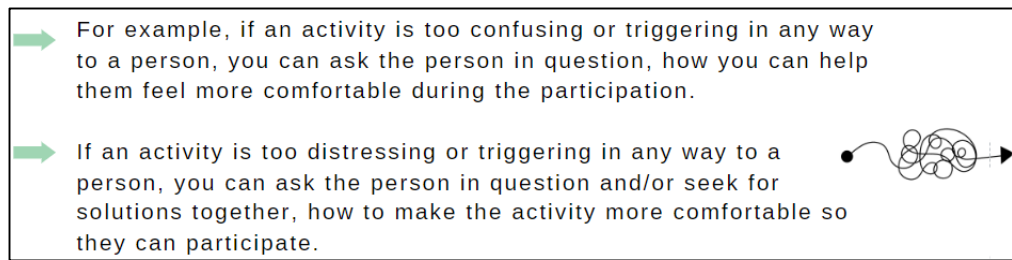 For example, if an activity is too confusing or triggering in any way
to a person, you can ask the person in question, how you can help
them feel more comfortable during the participation.
If an activity is too distressing or triggering in any way to a
person, you can ask the person in question and/or seek for
solutions together, how to make the activity more comfortable so
they can participate.